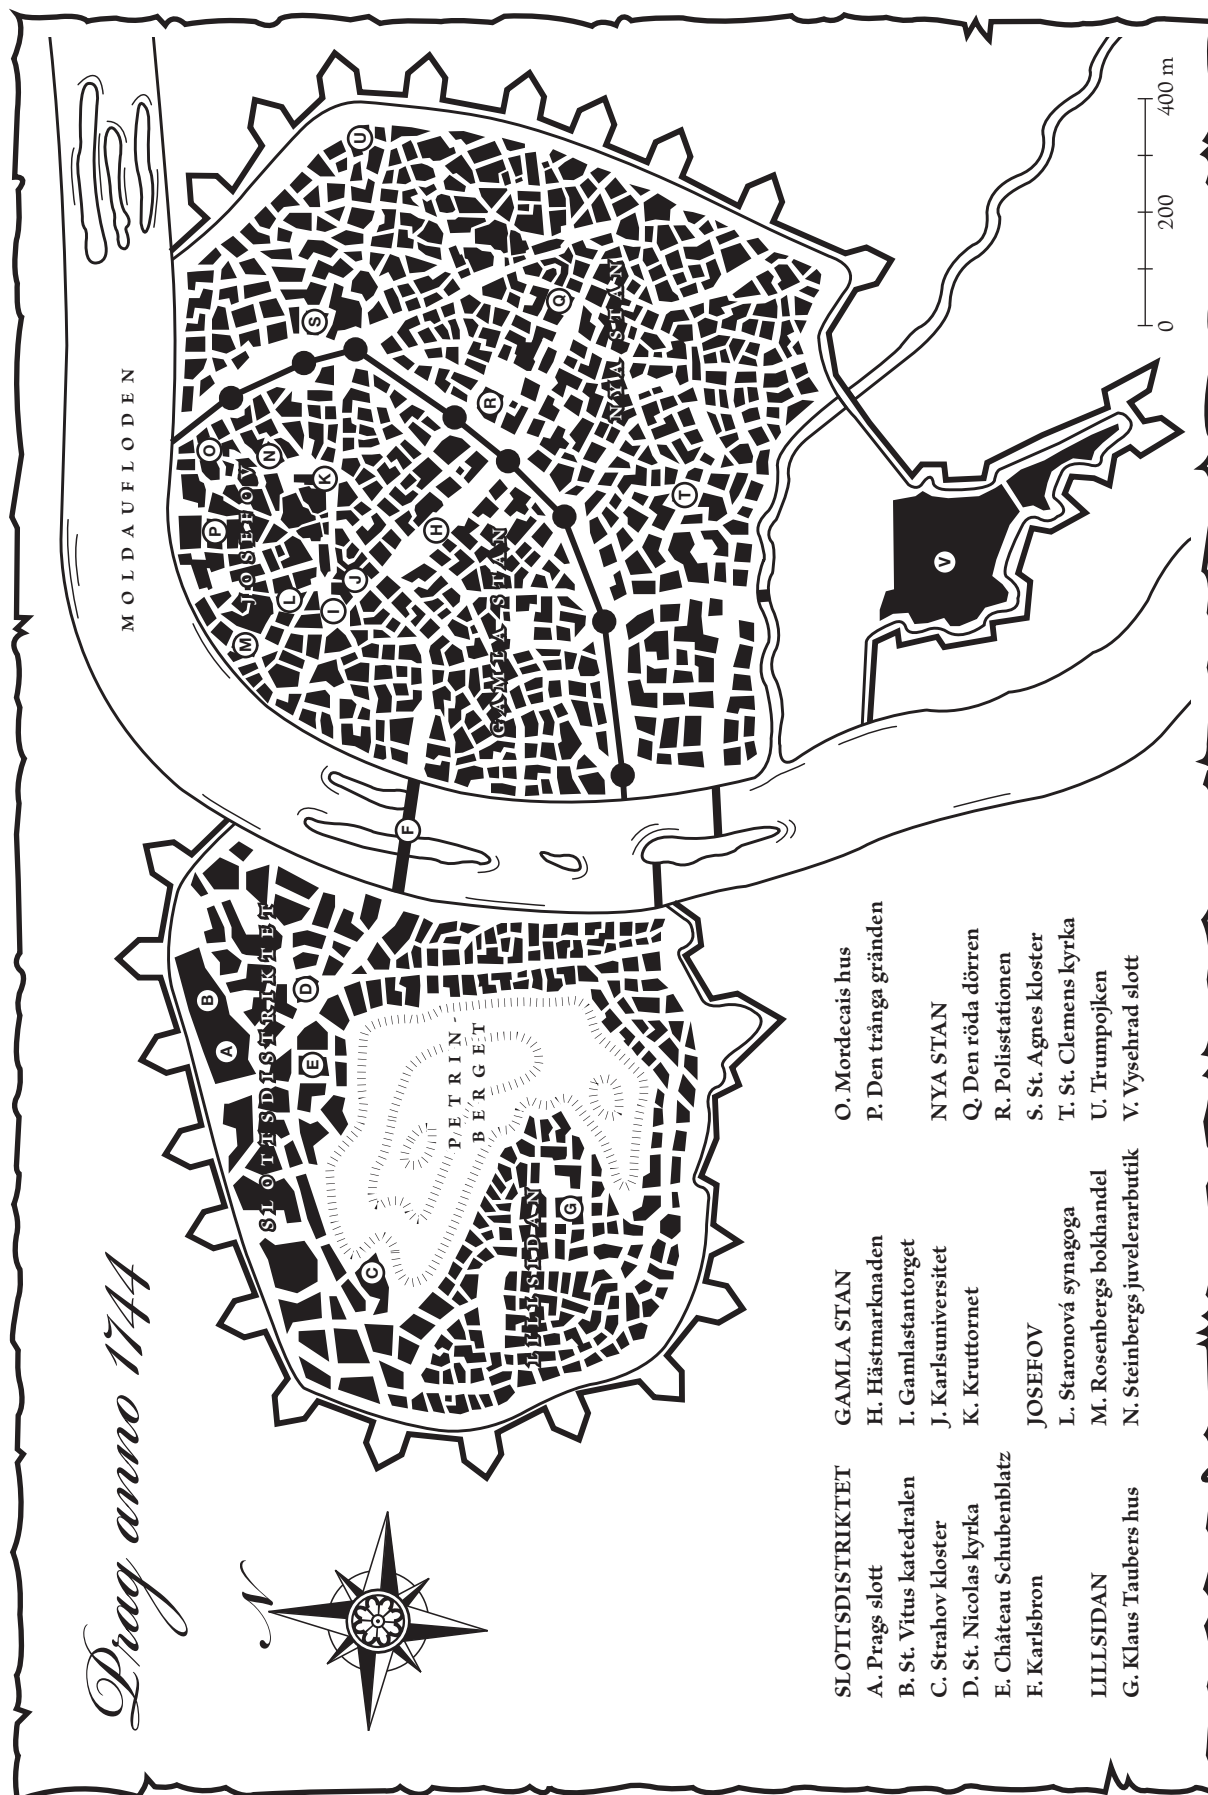 Prag anno 1744
N
MOLDAUFLODEN
SLOTTSDISTRIKTET
PETRIN-
BERGET
LILLSIDAN
JOSEFOV
GAMLA STAN
NYA STAN
A
B
C
D
E
F
G
H
I
J
K
L
M
N
O
P
Q
R
S
T
U
V
0
200
400 m
SLOTTSDISTRIKTET
A. Prags slott
B. St. Vitus katedralen
C. Strahov kloster
D. St. Nicolas kyrka
E. Château Schubenblatz
F. Karlsbron
LILLSIDAN
G. Klaus Taubers hus
GAMLA STAN
H. Hästmarknaden
I. Gamlastantorget
J. Karlsuniversitet
K. Kruttornet
JOSEFOV
L. Staronová synagoga
M. Rosenbergs bokhandel
N. Steinbergs juvelerarbutik
O. Mordecais hus
P. Den trånga gränden
NYA STAN
Q. Den röda dörren
R. Polisstationen
S. St. Agnes kloster
T. St. Clemens kyrka
U. Trumpojken
V. Vysehrad slott